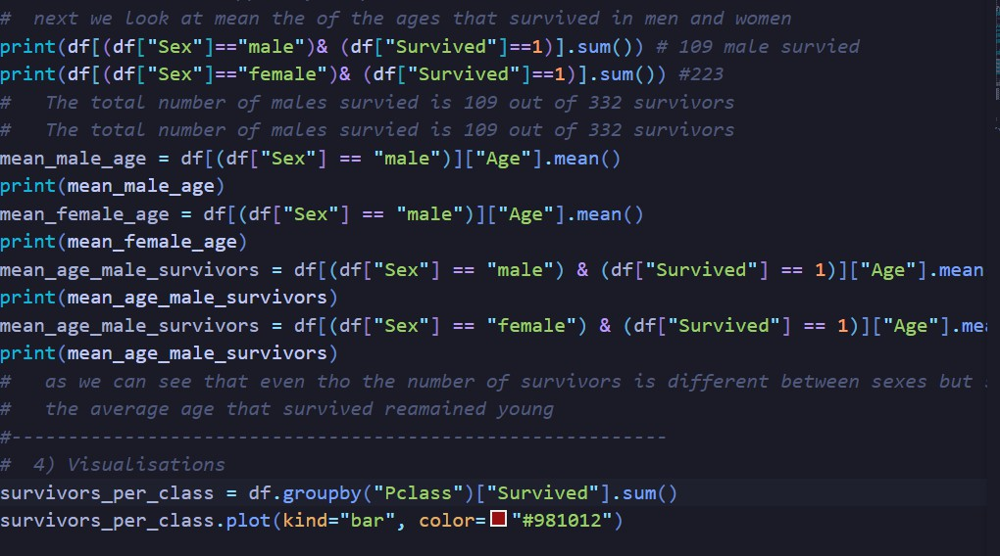 # next we look at mean the of the ages that survived in men and women
print(df[(df["Sex"]=="male")& (df["Survived"]==1)].sum()) # 109 male survied
print(df[(df["Sex"]=="female")& (df["Survived"]==1)].sum()) #223
# The total number of males survied is 109 out of 332 survivors
# The total number of males survied is 109 out of 332 survivors
mean_male_age = df[(df["Sex"] == "male")]["Age"].mean()
print(mean_male_age)
mean_female_age = df[(df["Sex"] == "male")]["Age"].mean()
print(mean_female_age)
mean_age_male_survivors = df[(df["Sex"] == "male") & (df["Survived"] == 1)]["Age"].mean
print(mean_age_male_survivors)
mean_age_male_survivors = df[(df["Sex"] == "female") & (df["Survived"] == 1)]["Age"].me
print(mean_age_male_survivors)
# as we can see that even tho the number of survivors is different between sexes but
# the average age that survived reamained young
#----------------------------------------------------------
# 4) Visualisations
survivors_per_class = df.groupby("Pclass")["Survived"].sum()
survivors_per_class.plot(kind="bar", color="#981012")